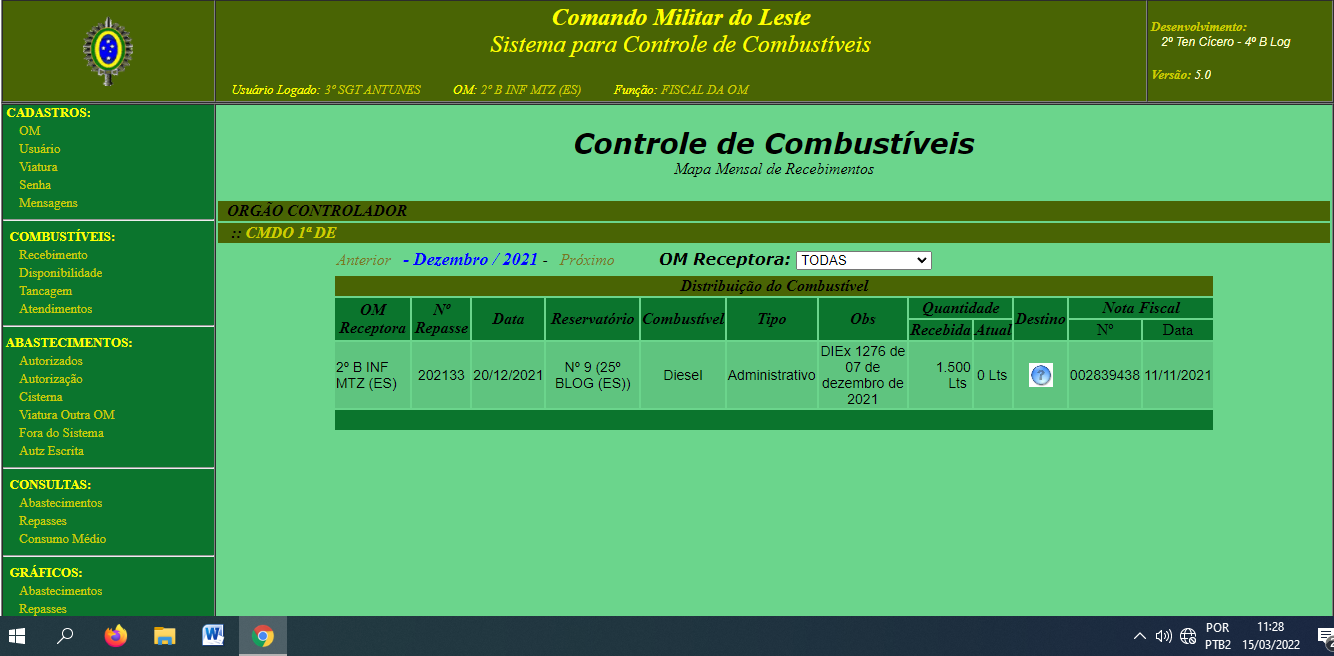 Comando Militar do Leste
Sistema para Controle de Combustíveis
Usuário Logado: 3º SGT ANTUNES OM: 2º B INF MTZ (ES) Função: FISCAL DA OM
Desenvolvimento:
2º Ten Cícero - 4º B Log
Versão: 5.0
CADASTROS:
OM
Usuário
Viatura
Senha
Mensagens
COMBUSTÍVEIS:
Recebimento
Disponibilidade
Tancagem
Atendimentos
ABASTECIMENTOS:
Autorizados
Autorização
Cisterna
Viatura Outra OM
Fora do Sistema
Autz Escrita
CONSULTAS:
Abastecimentos
Repasses
Consumo Médio
GRÁFICOS:
Abastecimentos
Repasses
Controle de Combustíveis
Mapa Mensal de Recebimentos
ORGÃO CONTROLADOR
:: CMDO 1ª DE
Anterior - Dezembro / 2021 - Próximo OM Receptora: TODAS
Distribuição do Combustível
OM Receptora Nº Repasse Data Reservatório Combustível Tipo Obs Quantidade Destino Nota Fiscal
Recebida Atual Nº Data
2º B INF MTZ (ES) 202133 20/12/2021 Nº 9 (25º BLOG (ES)) Diesel Administrativo DIEx 1276 de 07 de dezembro de 2021 1.500 Lts 0 Lts ? 002839438 11/11/2021
POR
PTB2
11:28
15/03/2022